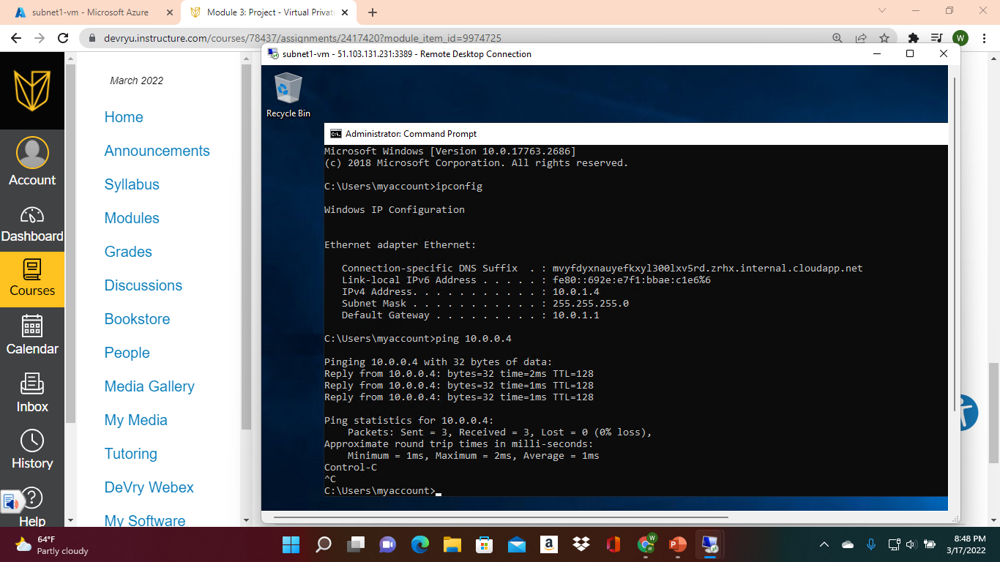 subnet1-vm - Microsoft Azure
Module 3: Project - Virtual Privat
devryu.instructure.com/courses/78437/assignments/2417420?module_item_id=9974725
W
Account
Dashboard
Courses
Calendar
Inbox
History
Help
March 2022
Home
Announcements
Syllabus
Modules
Grades
Discussions
Bookstore
People
Media Gallery
My Media
Tutoring
DeVry Webex
My Software
subnet1-vm - 51.103.131.231:3389 - Remote Desktop Connection
Recycle Bin
Administrator: Command Prompt
Microsoft Windows [Version 10.0.17763.2686]
(c) 2018 Microsoft Corporation. All rights reserved.
C:\Users\myaccount>ipconfig
Windows IP Configuration
Ethernet adapter Ethernet:
Connection-specific DNS Suffix  . : mvyfdyxnauyefkxyl300lxv5rd.zrhx.internal.cloudapp.net
Link-local IPv6 Address . . . . . : fe80::692e:e7f1:bbae:c1e6%6
IPv4 Address. . . . . . . . . . . : 10.0.1.4
Subnet Mask . . . . . . . . . . . : 255.255.255.0
Default Gateway . . . . . . . . . : 10.0.1.1
C:\Users\myaccount>ping 10.0.0.4
Pinging 10.0.0.4 with 32 bytes of data:
Reply from 10.0.0.4: bytes=32 time=2ms TTL=128
Reply from 10.0.0.4: bytes=32 time=1ms TTL=128
Reply from 10.0.0.4: bytes=32 time=1ms TTL=128
Ping statistics for 10.0.0.4:
Packets: Sent = 3, Received = 3, Lost = 0 (0% loss),
Approximate round trip times in milli-seconds:
Minimum = 1ms, Maximum = 2ms, Average = 1ms
Control-C
^C
C:\Users\myaccount>
64°F
Partly cloudy
a
W
P
8:48 PM
3/17/2022